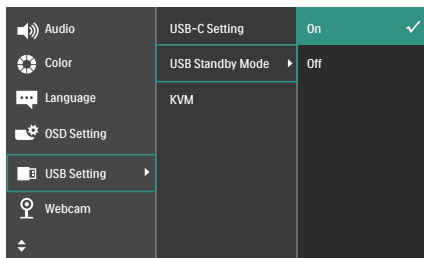 Audio
Color
Language
OSD Setting
USB Setting
Webcam
USB-C Setting
USB Standby Mode
KVM
On
Off